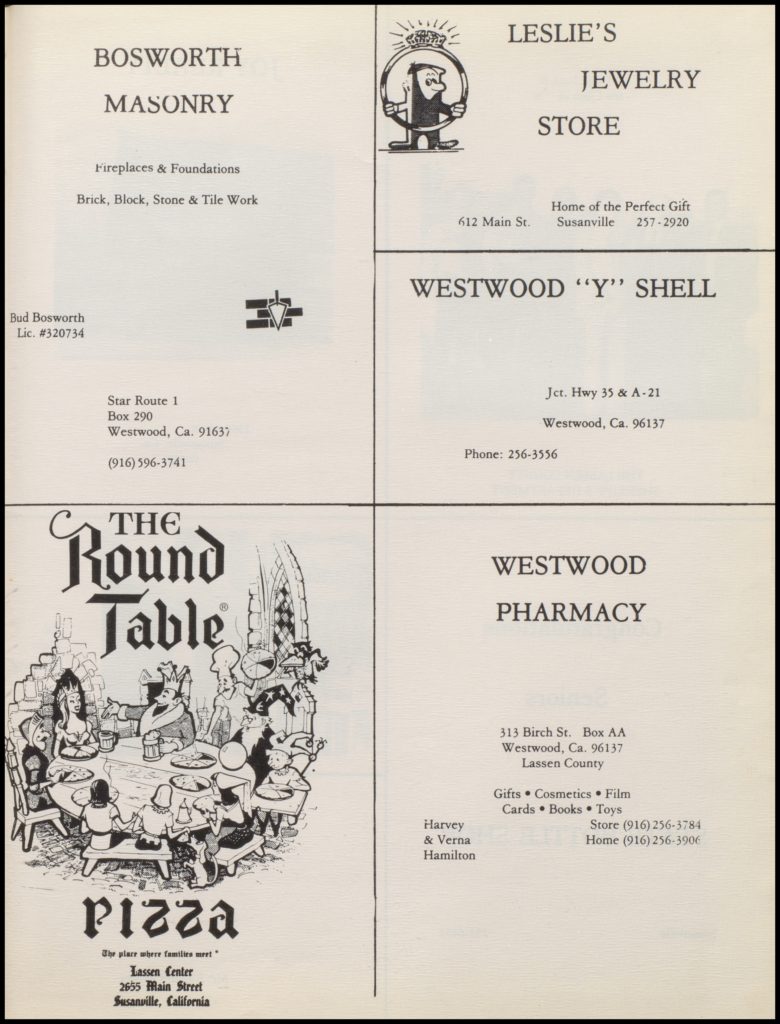 BOSWORTH
MASONRY
Fireplaces & Foundations
Brick, Block, Stone & Tile Work
Bud Bosworth
Lic. #320734
Star Route 1
Box 290
Westwood, Ca. 91637
(916) 596-3741
LESLIE'S
JEWELRY
STORE
Home of the Perfect Gift
612 Main St. Susanville 257-2920
WESTWOOD "Y" SHELL
Jct. Hwy 35 & A-21
Westwood, Ca. 96137
Phone: 256-3556
THE
Round
Table®
PIZZA
The place where families meet
Lassen Center
2655 Main Street
Susanville, California
WESTWOOD
PHARMACY
313 Birch St. Box AA
Westwood, Ca. 96137
Lassen County
Gifts • Cosmetics • Film
Cards • Books • Toys
Harvey Store (916) 256-3784
& Verna Home (916) 256-3906
Hamilton